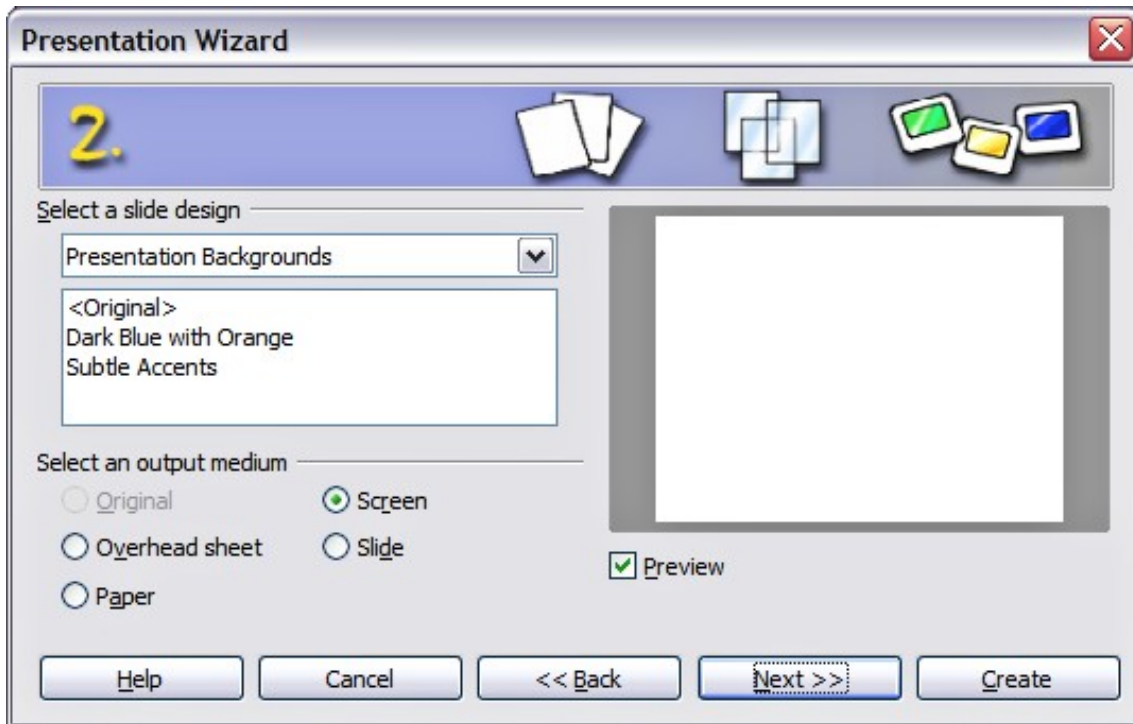 Presentation Wizard
2.
Select a slide design
Presentation Backgrounds
<Original>
Dark Blue with Orange
Subtle Accents
Select an output medium
Original
Screen
Overhead sheet
Slide
Paper
Preview
Help
Cancel
<< Back
Next >>
Create